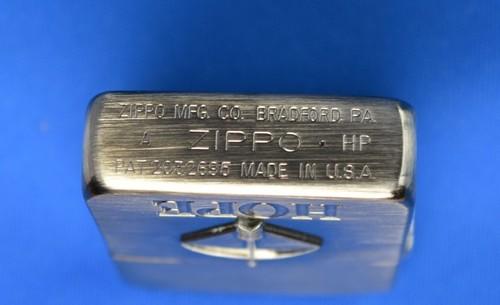 ZIPPO MFG. CO. BRADFORD, PA.
A ZIPPO · HP
PAT. 2032695 MADE IN U.S.A.
HOPE